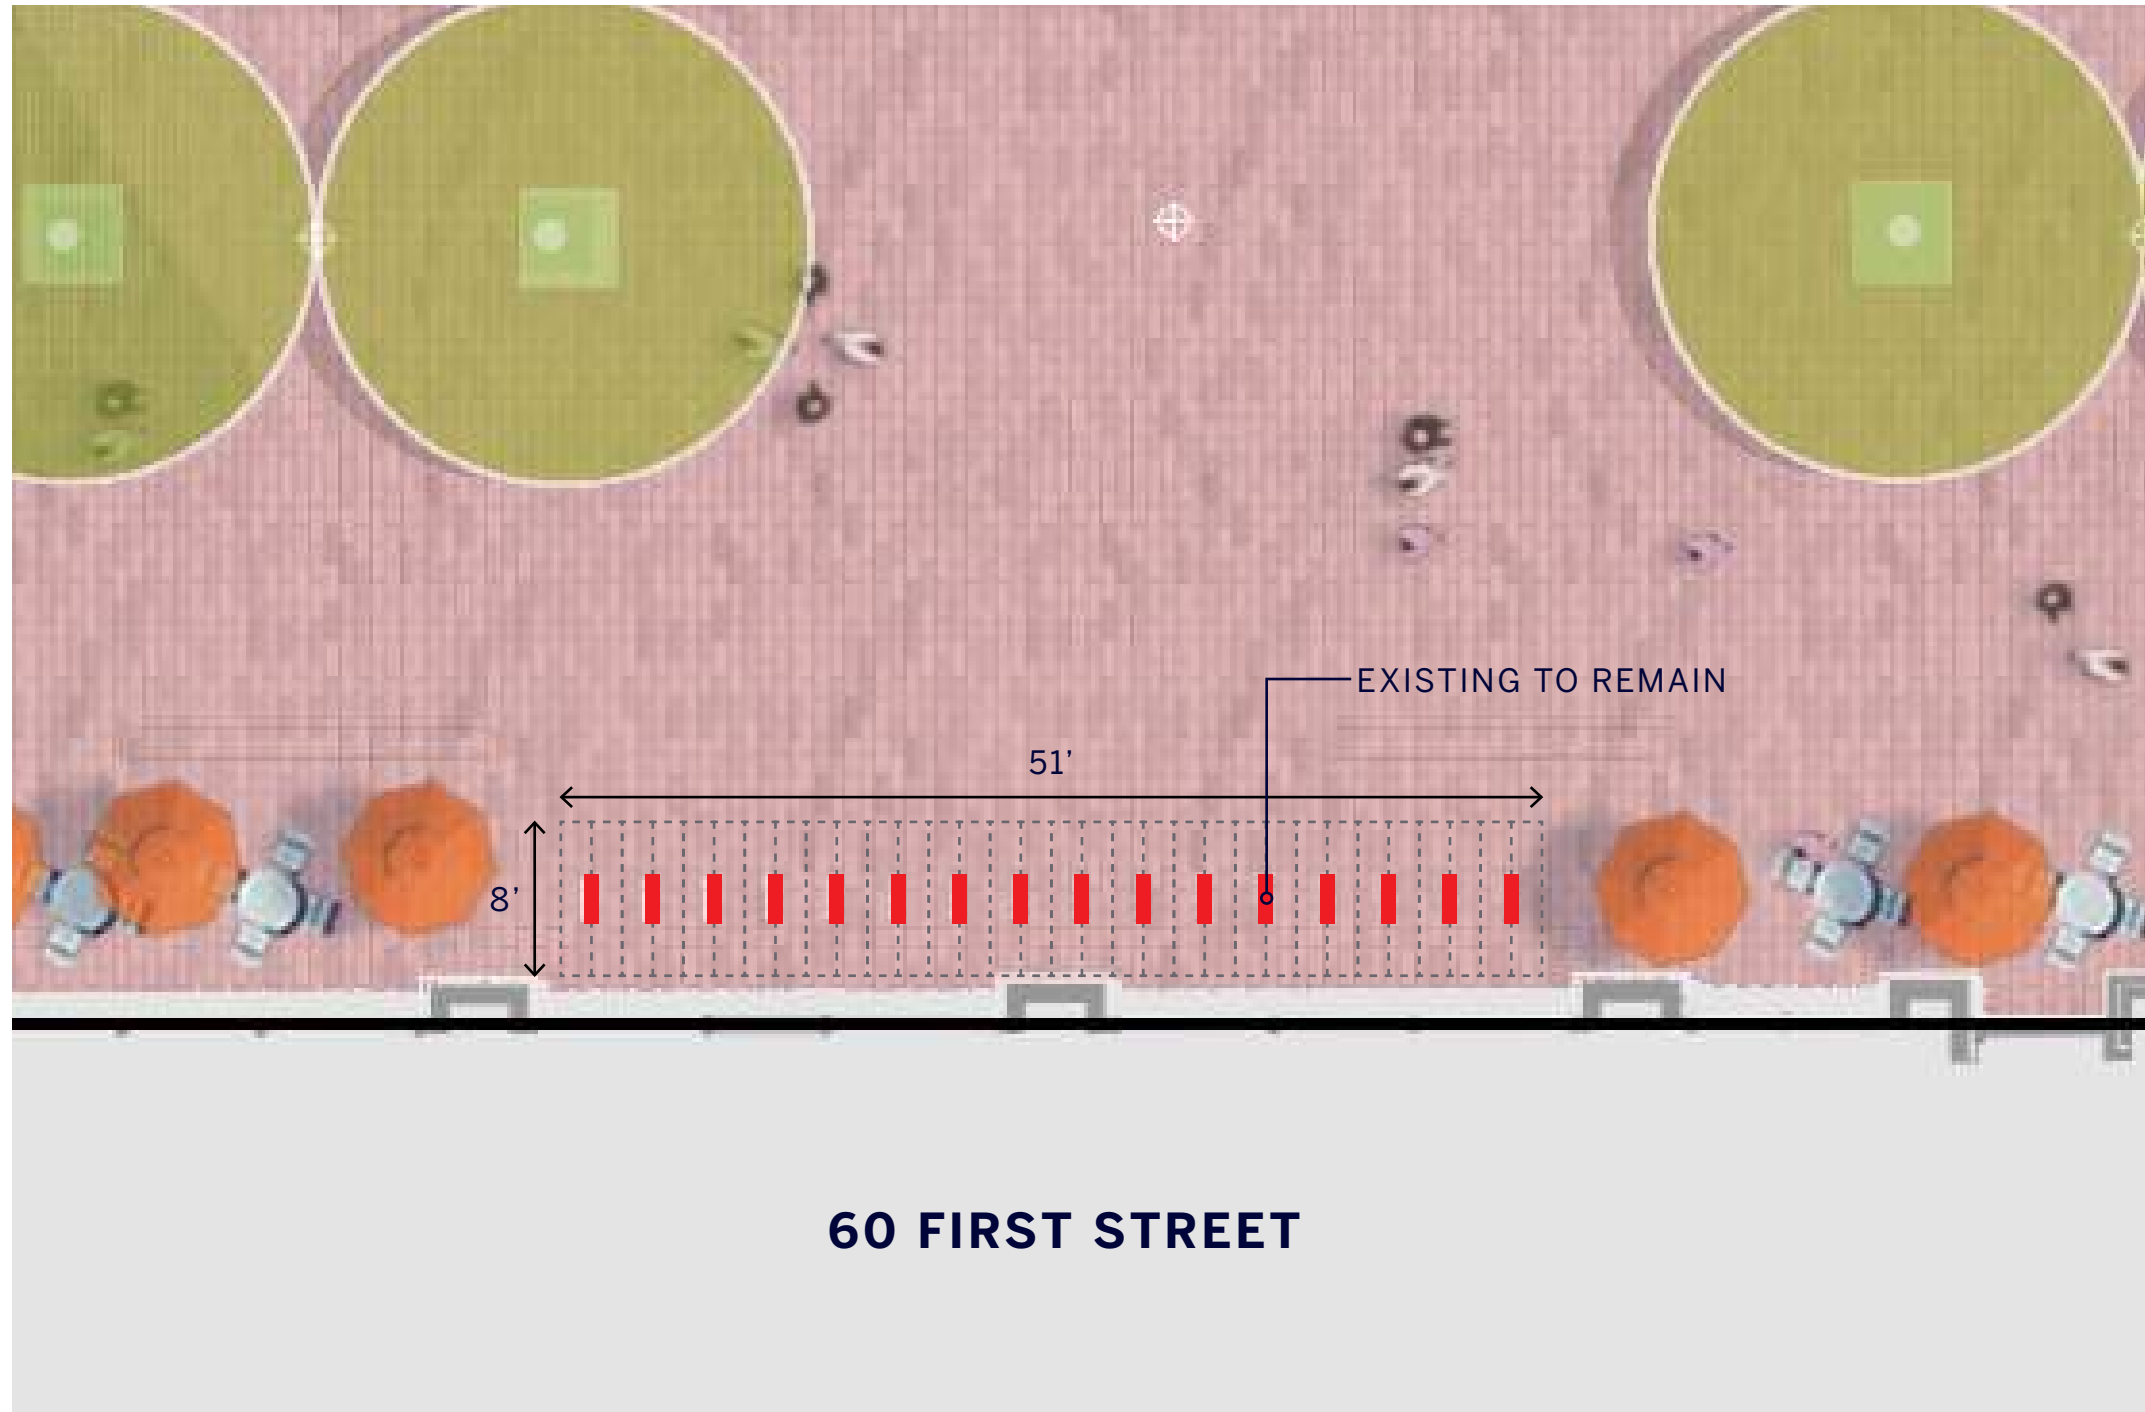 EXISTING TO REMAIN
51’
8’
60 FIRST STREET